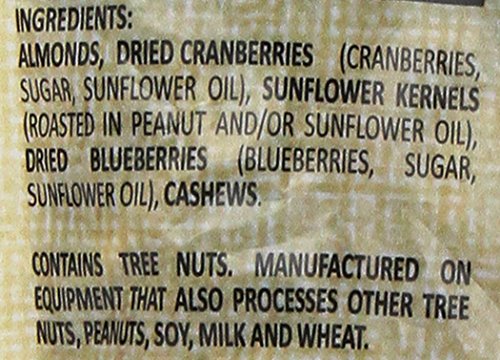 INGREDIENTS:
ALMONDS, DRIED CRANBERRIES (CRANBERRIES,
SUGAR, SUNFLOWER OIL), SUNFLOWER KERNELS
(ROASTED IN PEANUT AND/OR SUNFLOWER OIL),
DRIED BLUEBERRIES (BLUEBERRIES, SUGAR,
SUNFLOWER OIL), CASHEWS.
CONTAINS TREE NUTS. MANUFACTURED ON
EQUIPMENT THAT ALSO PROCESSES OTHER TREE
NUTS, PEANUTS, SOY, MILK AND WHEAT.